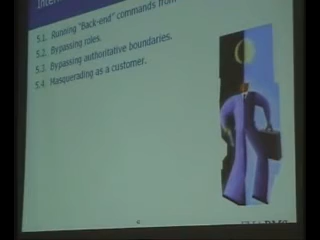 5.1. Running "Back-end" commands from
5.2. Bypassing roles.
5.3. Bypassing authoritative boundaries.
5.4. Masquerading as a customer.